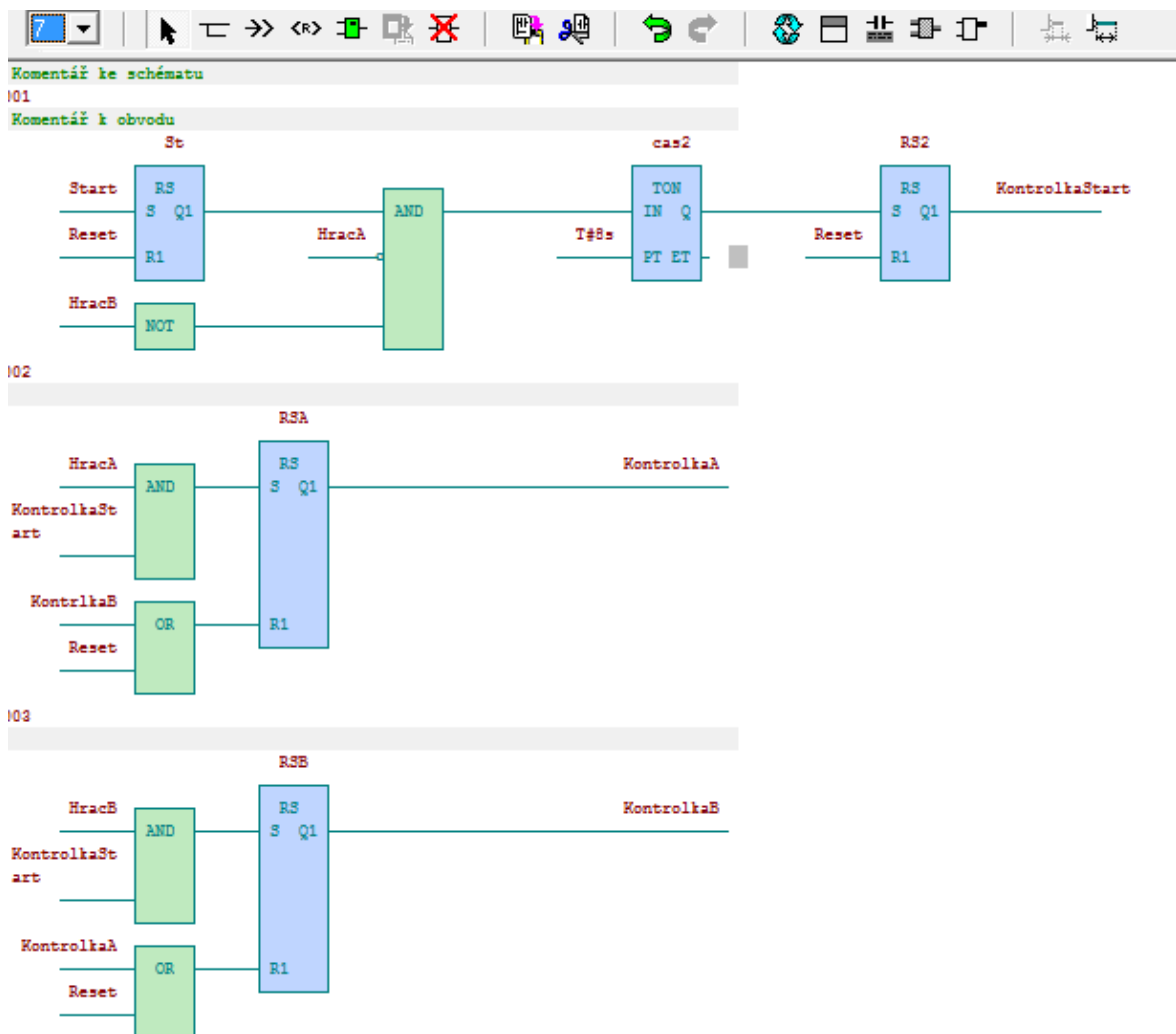 7
<R>
Komentář ke schématu
001
Komentář k obvodu
St
cas2
RS2
Start
RS
TON
RS
KontrolkaStart
S Q1
AND
IN Q
S Q1
Reset
HracA
T#8s
Reset
R1
PT ET
R1
HracB
NOT
002
RSA
HracA
RS
KontrolkaA
AND
S Q1
KontrolkaSt
art
KontrlkaB
OR
R1
Reset
003
RSB
HracB
RS
KontrolkaB
AND
S Q1
KontrolkaSt
art
KontrolkaA
OR
R1
Reset